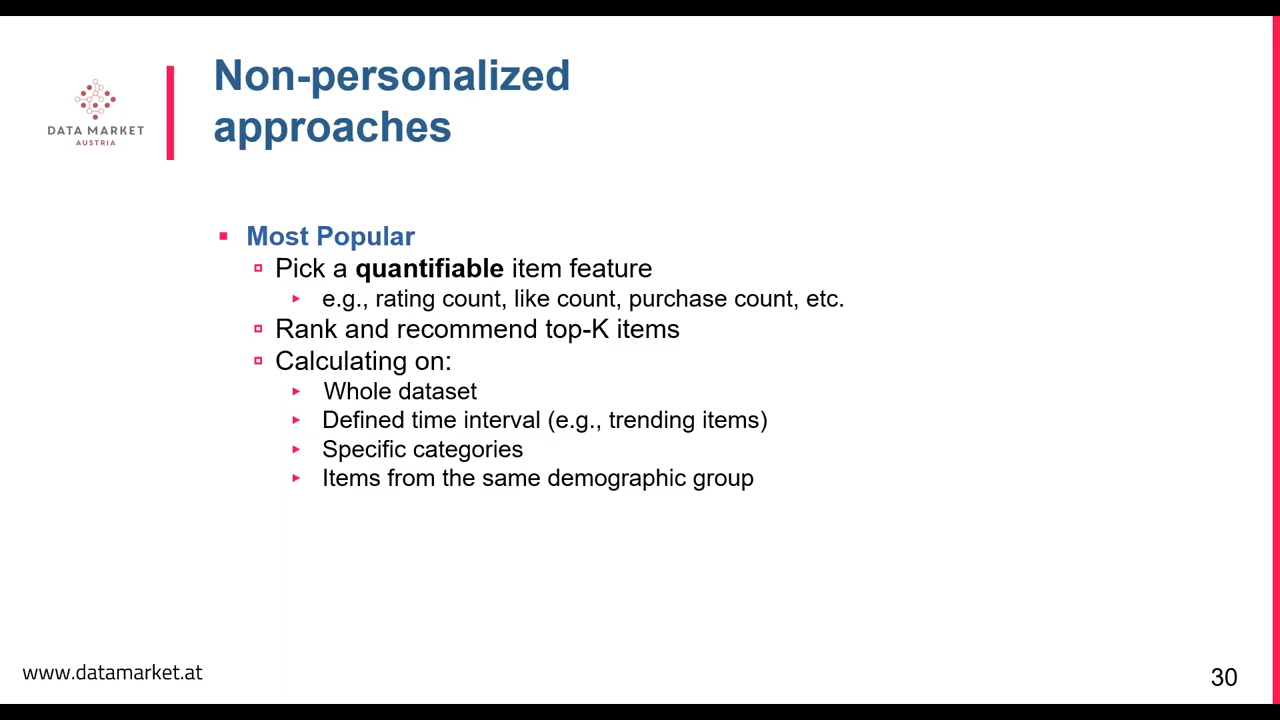 Non-personalized
approaches
DATA MARKET
AUSTRIA
Most Popular
Pick a quantifiable item feature
e.g., rating count, like count, purchase count, etc.
Rank and recommend top-K items
Calculating on:
Whole dataset
Defined time interval (e.g., trending items)
Specific categories
Items from the same demographic group
www.datamarket.at
30